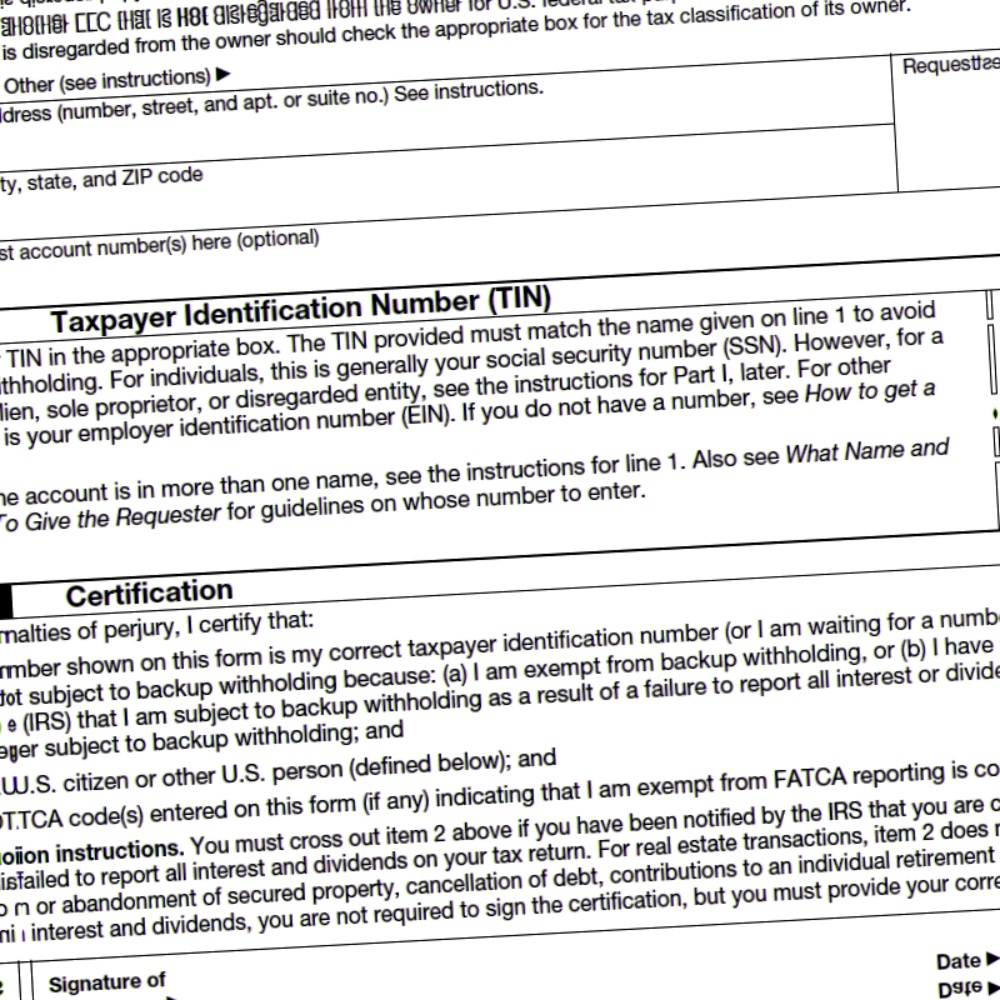 another LLC that is not disregarded from the owner for U.S. federal tax
is disregarded from the owner should check the appropriate box for the tax classification of its owner.
Other (see instructions) ▶
ddress (number, street, and apt. or suite no.) See instructions.
Requeste
ty, state, and ZIP code
st account number(s) here (optional)
Taxpayer Identification Number (TIN)
TIN in the appropriate box. The TIN provided must match the name given on line 1 to avoid
ithholding. For individuals, this is generally your social security number (SSN). However, for a
lien, sole proprietor, or disregarded entity, see the instructions for Part I, later. For other
is your employer identification number (EIN). If you do not have a number, see How to get a
he account is in more than one name, see the instructions for line 1. Also see What Name and
To Give the Requester for guidelines on whose number to enter.
Certification
nalties of perjury, I certify that:
mber shown on this form is my correct taxpayer identification number (or I am waiting for a numb
subject to backup withholding because: (a) I am exempt from backup withholding, or (b) I have
(IRS) that I am subject to backup withholding as a result of a failure to report all interest or divide
ger subject to backup withholding; and
U.S. citizen or other U.S. person (defined below); and
TCA code(s) entered on this form (if any) indicating that I am exempt from FATCA reporting is co
ion instructions. You must cross out item 2 above if you have been notified by the IRS that you are c
failed to report all interest and dividends on your tax return. For real estate transactions, item 2 does
n or abandonment of secured property, cancellation of debt, contributions to an individual retirement
interest and dividends, you are not required to sign the certification, but you must provide your corre
Signature of
Date ▶
Date ▶